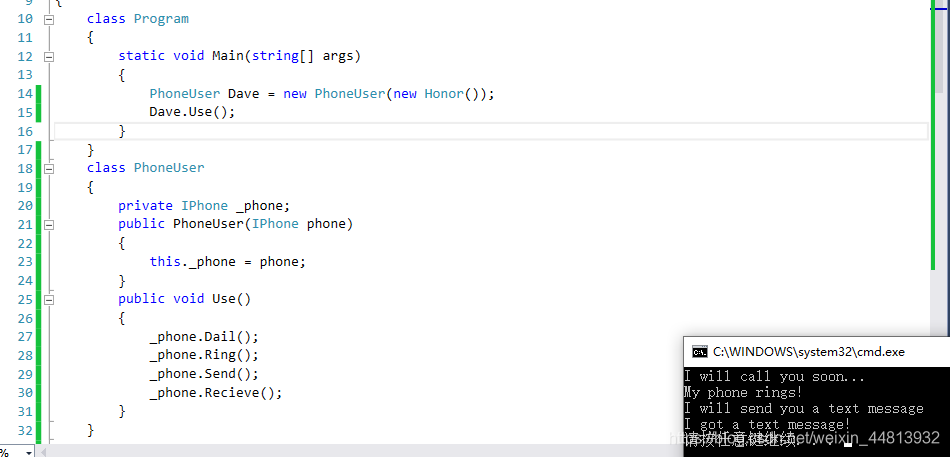 9 {
10 class Program
11 {
12 static void Main(string[] args)
13 {
14 PhoneUser Dave = new PhoneUser(new Honor());
15 Dave.Use();
16 }
17 }
18 class PhoneUser
19 {
20 private IPhone _phone;
21 public PhoneUser(IPhone phone)
22 {
23 this._phone = phone;
24 }
25 public void Use()
26 {
27 _phone.Dail();
28 _phone.Ring();
29 _phone.Send();
30 _phone.Recieve();
31 }
32 }
%
C:\WINDOWS\system32\cmd.exe
I will call you soon...
My phone rings!
I will send you a text message
I got a text message!
请按任意键继续. . .
.net/weixin_44813932